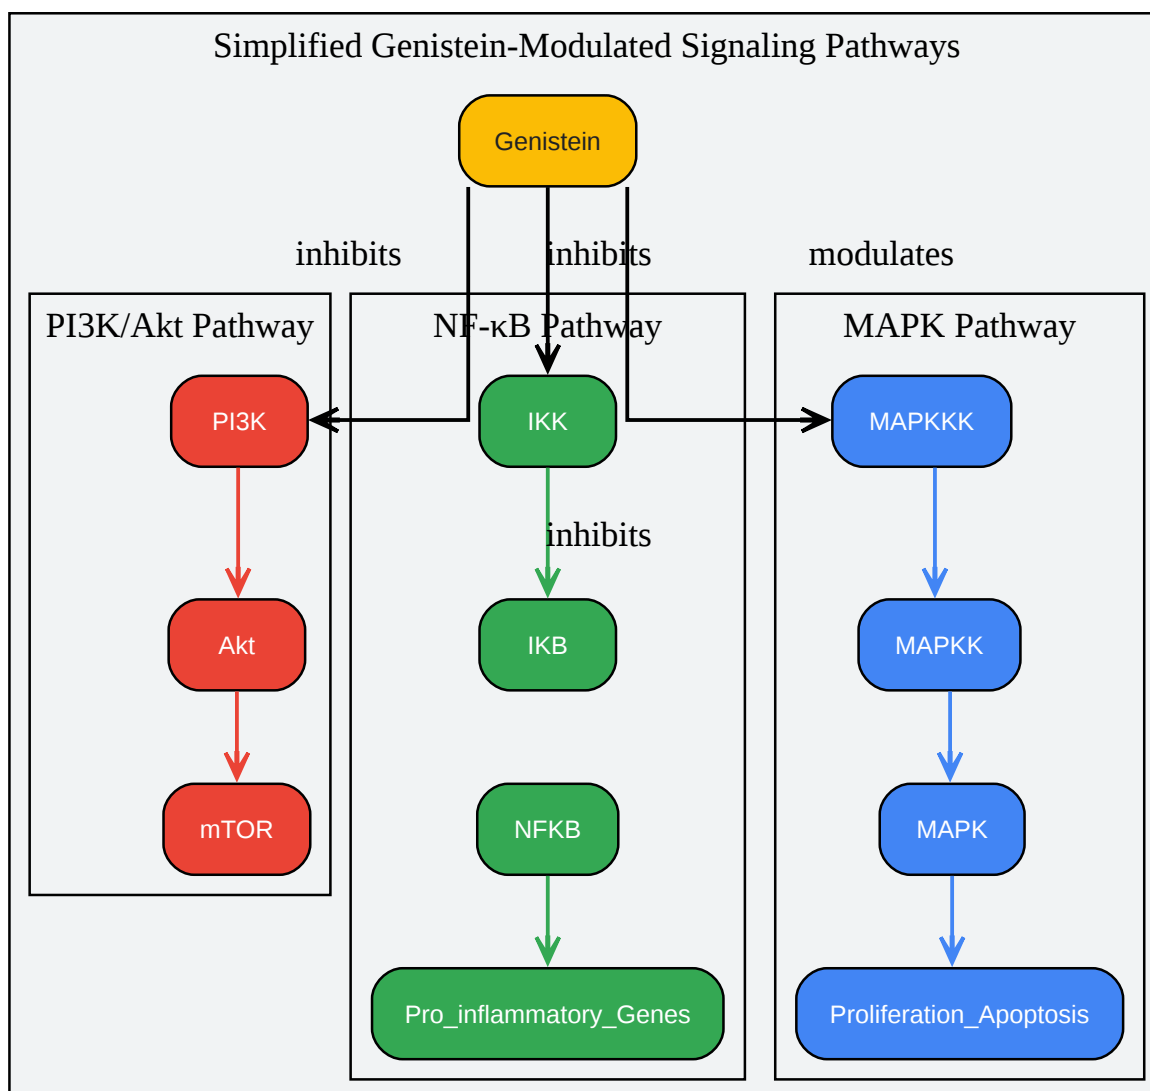 Simplified Genistein-Modulated Signaling Pathways
Genistein
inhibits
inhibits
modulates
PI3K/Akt Pathway
NF-κB Pathway
MAPK Pathway
PI3K
IKK
MAPKKK
inhibits
Akt
IKB
MAPKK
mTOR
NFKB
MAPK
Pro_inflammatory_Genes
Proliferation_Apoptosis